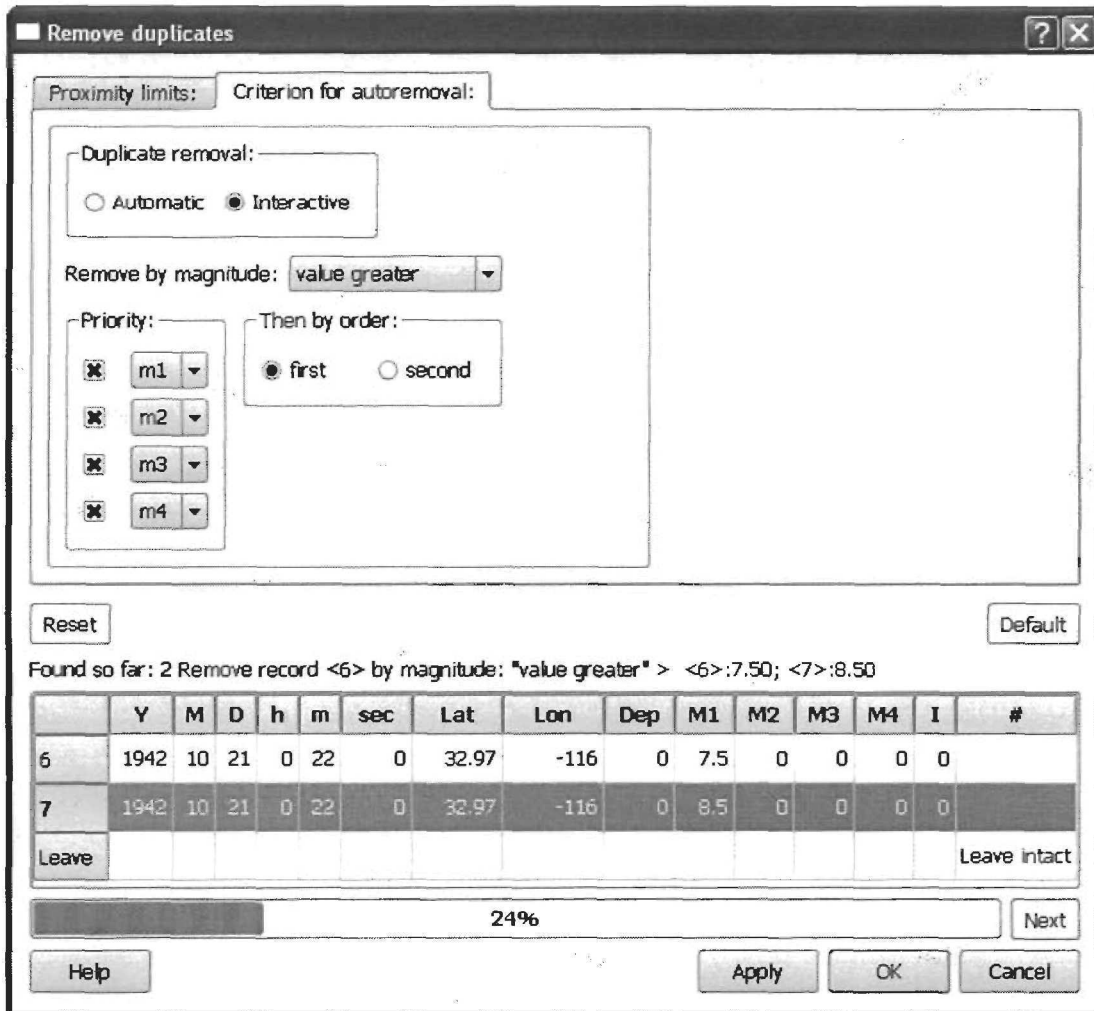 Remove duplicates
Proximity limits: Criterion for autoremoval:
Duplicate removal:
Automatic Interactive
Remove by magnitude: value greater
Priority: Then by order:
m1 first second
m2
m3
m4
Reset Default
Found so far: 2 Remove record <6> by magnitude: "value greater" > <6>:7.50; <7>:8.50
Y M D h m sec Lat Lon Dep M1 M2 M3 M4 I #
6 1942 10 21 0 22 0 32.97 -116 0 7.5 0 0 0 0
7 1942 10 21 0 22 0 32.97 -116 0 8.5 0 0 0 0
Leave Leave intact
24% Next
Help Apply OK Cancel